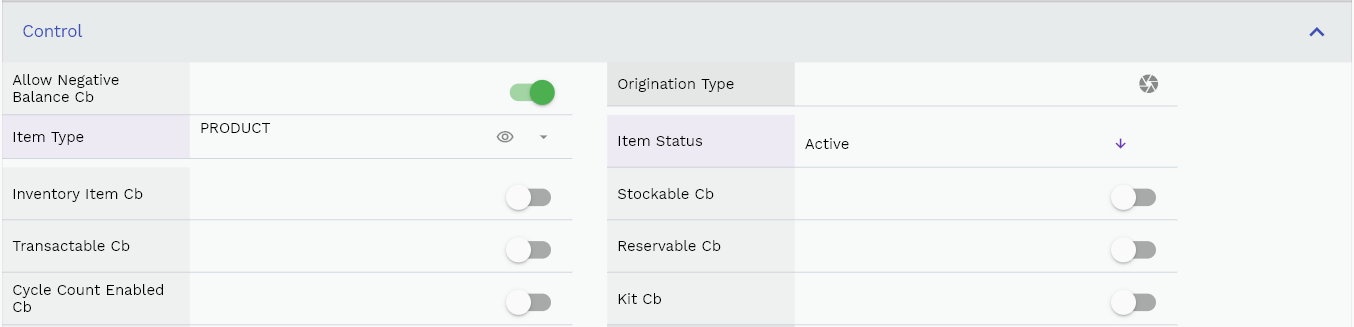 Control
Allow Negative
Balance Cb
Origination Type
Item Type
PRODUCT
Item Status
Active
Inventory Item Cb
Stockable Cb
Transactable Cb
Reservable Cb
Cycle Count Enabled
Cb
Kit Cb